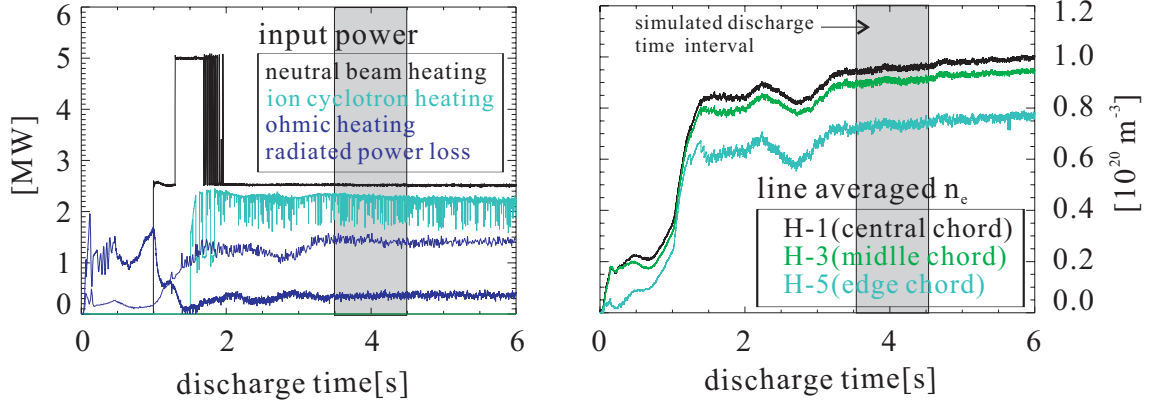 input power
neutral beam heating
ion cyclotron heating
ohmic heating
radiated power loss
[MW]
6
5
4
3
2
1
0
0 2 4 6
discharge time[s]
simulated discharge
time interval
line averaged nₑ
H-1(central chord)
H-3(midlle chord)
H-5(edge chord)
1.2
1.0
0.8
0.6
0.4
0.2
0.0
[10²⁰ m⁻³]
0 2 4 6
discharge time[s]